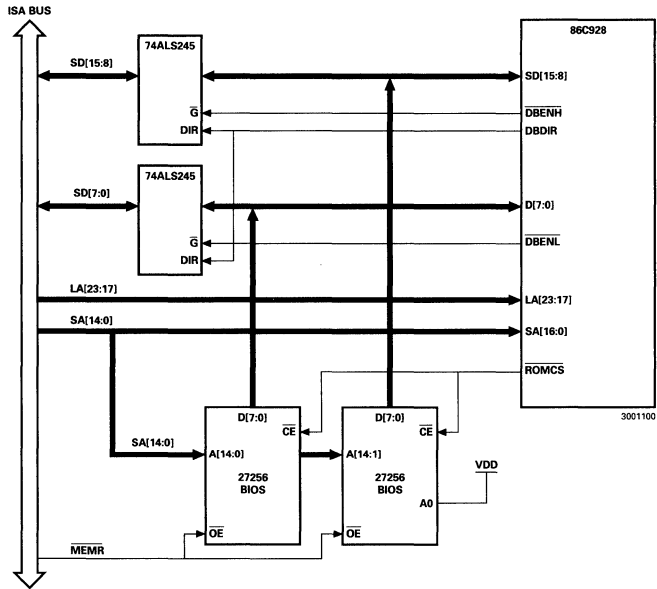 ISA BUS
74ALS245
86C928
SD[15:8]
SD[15:8]
G
DBENH
DIR
DBDIR
74ALS245
SD[7:0]
D[7:0]
G
DBENL
DIR
LA[23:17]
LA[23:17]
SA[14:0]
SA[16:0]
ROMCS
3001100
D[7:0]
CE
D[7:0]
CE
SA[14:0]
A[14:0]
A[14:1]
27256
BIOS
27256
BIOS
VDD
A0
OE
OE
MEMR